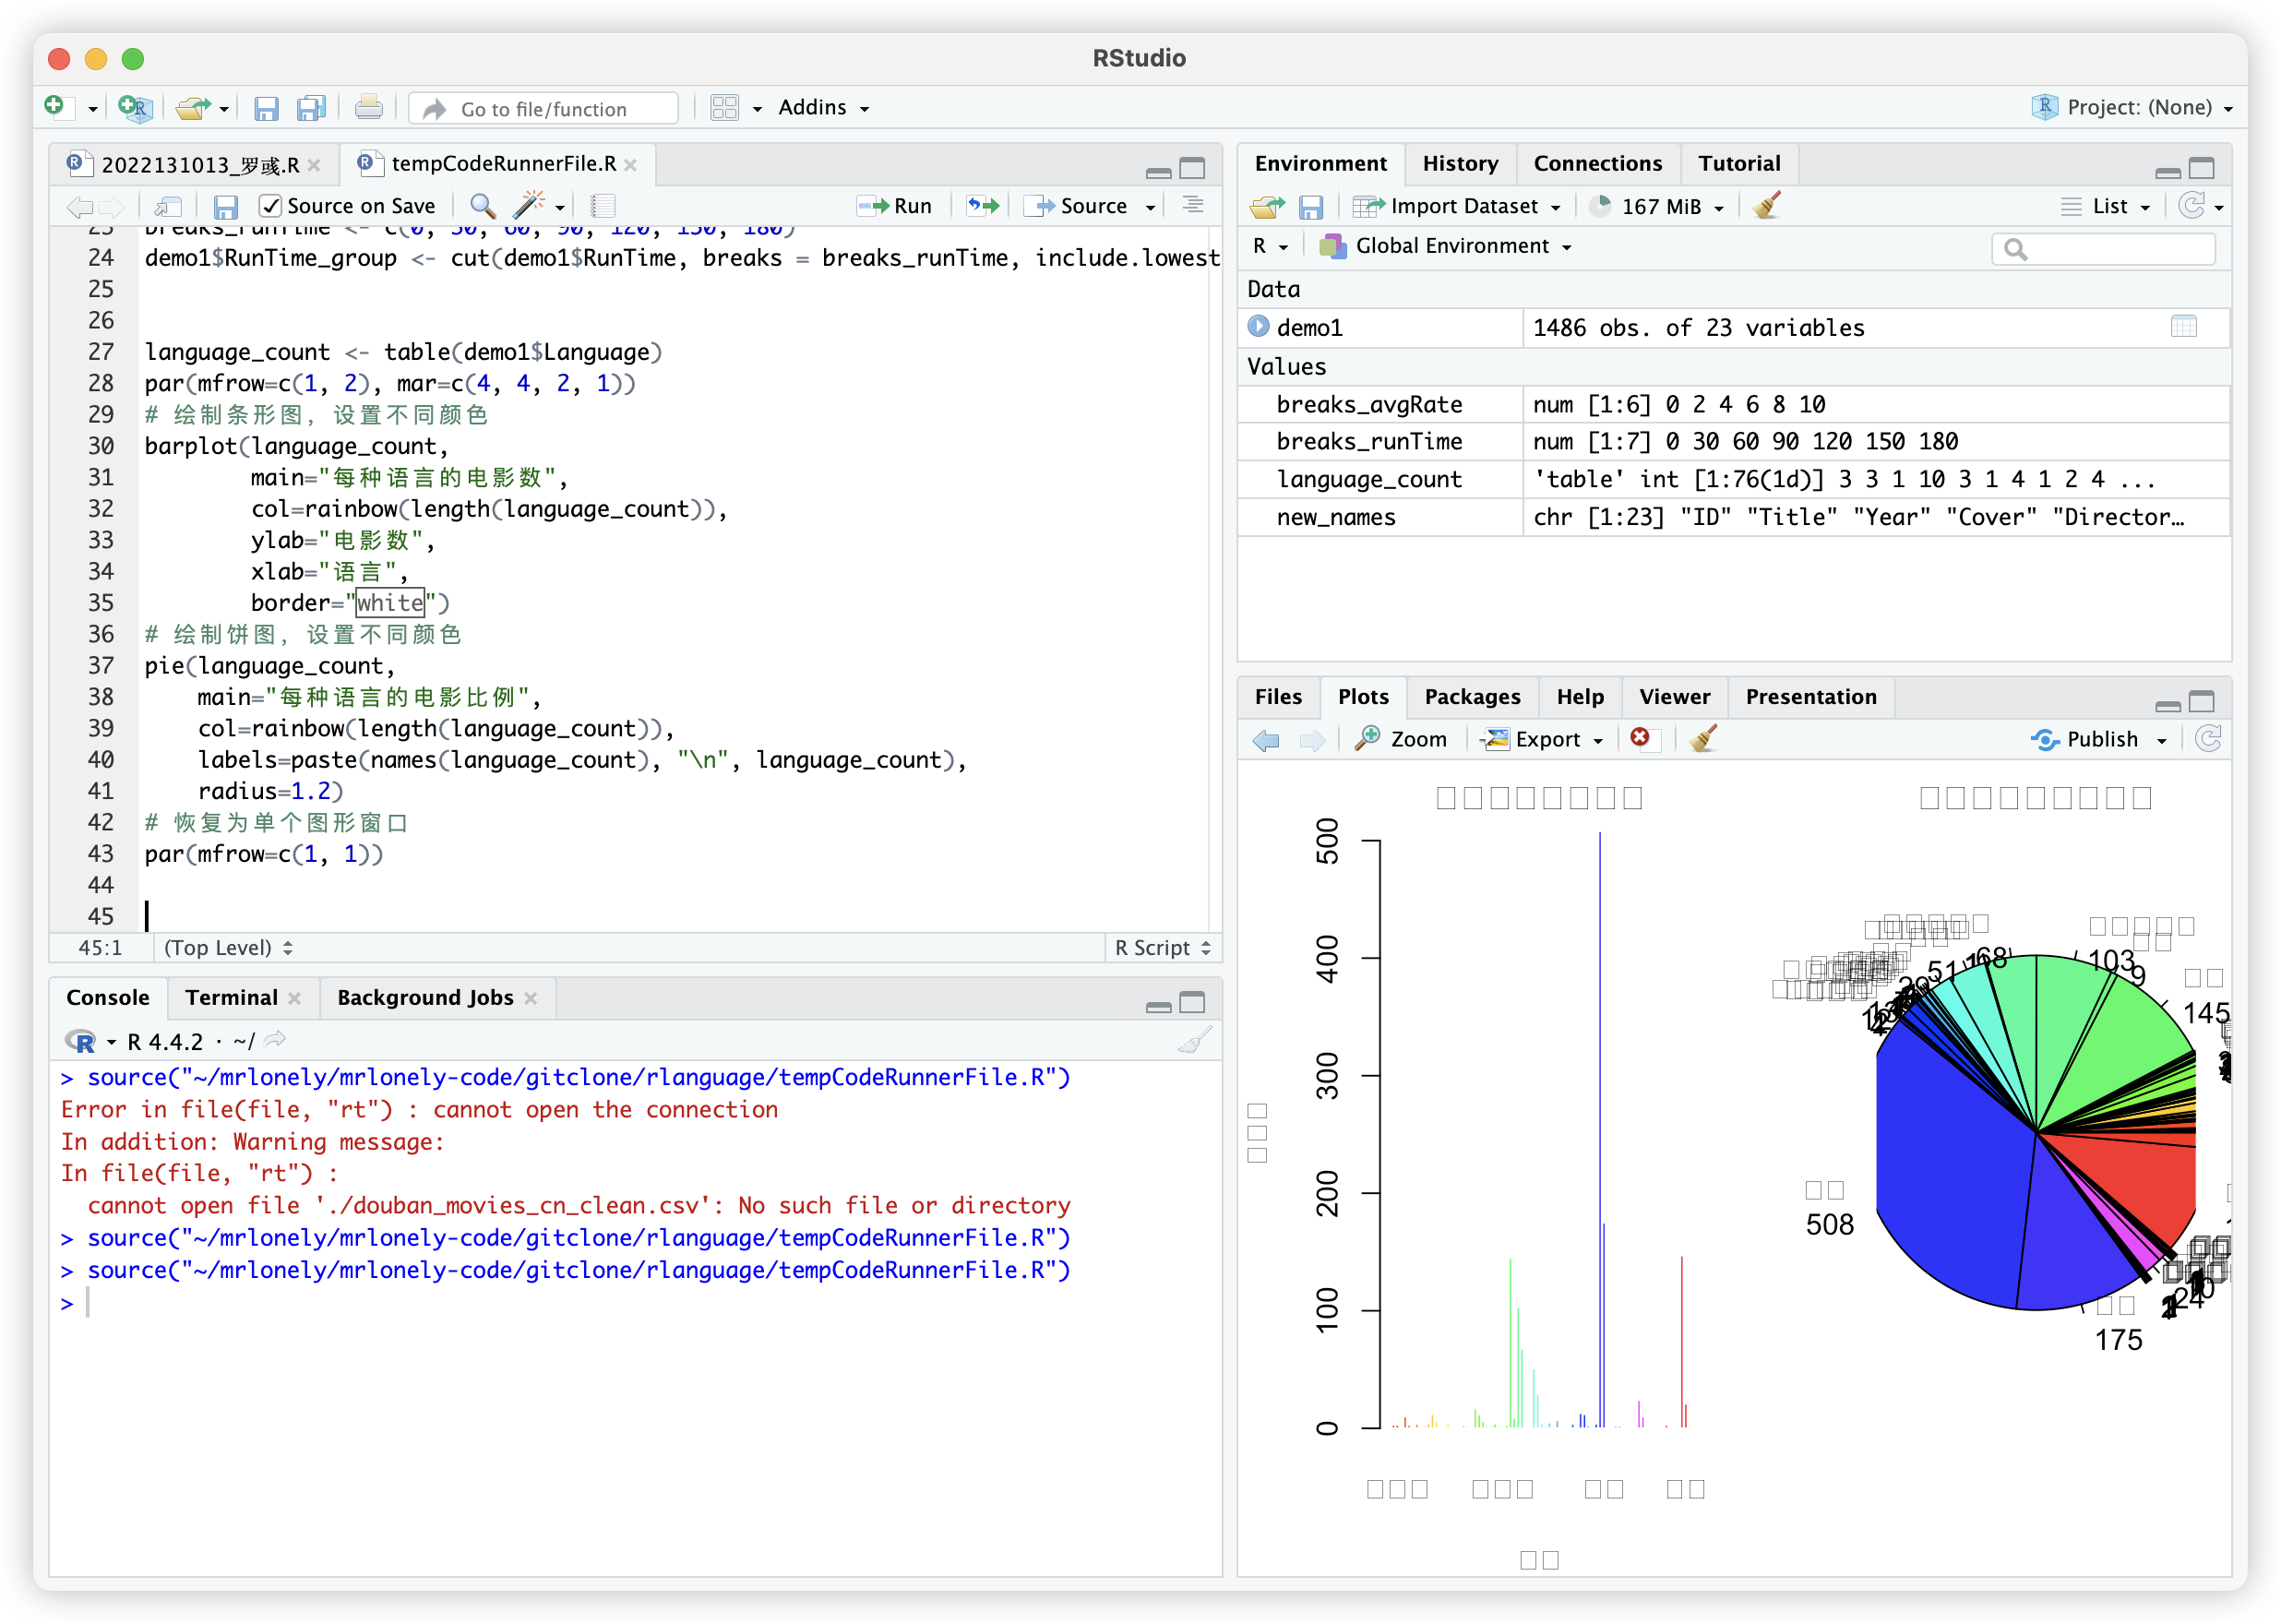 RStudio
Go to file/function
Addins
Project: (None)
2022131013_罗彧.R
tempCodeRunnerFile.R
Source on Save
Run
Source
24 demo1$RunTime_group <- cut(demo1$RunTime, breaks = breaks_runTime, include.lowest
25
26
27 language_count <- table(demo1$Language)
28 par(mfrow=c(1, 2), mar=c(4, 4, 2, 1))
29 # 绘制条形图，设置不同颜色
30 barplot(language_count,
31 main="每种语言的电影数",
32 col=rainbow(length(language_count)),
33 ylab="电影数",
34 xlab="语言",
35 border="white")
36 # 绘制饼图，设置不同颜色
37 pie(language_count,
38 main="每种语言的电影比例",
39 col=rainbow(length(language_count)),
40 labels=paste(names(language_count), "\n", language_count),
41 radius=1.2)
42 # 恢复为单个图形窗口
43 par(mfrow=c(1, 1))
44
45
45:1 (Top Level) R Script
Console Terminal Background Jobs
R 4.4.2 · ~/
> source("~/mrlonely/mrlonely-code/gitclone/rlanguage/tempCodeRunnerFile.R")
Error in file(file, "rt") : cannot open the connection
In addition: Warning message:
In file(file, "rt") :
cannot open file './douban_movies_cn_clean.csv': No such file or directory
> source("~/mrlonely/mrlonely-code/gitclone/rlanguage/tempCodeRunnerFile.R")
> source("~/mrlonely/mrlonely-code/gitclone/rlanguage/tempCodeRunnerFile.R")
>
Environment History Connections Tutorial
Import Dataset 167 MiB List
R Global Environment
Data
demo1 1486 obs. of 23 variables
Values
breaks_avgRate num [1:6] 0 2 4 6 8 10
breaks_runTime num [1:7] 0 30 60 90 120 150 180
language_count 'table' int [1:76(1d)] 3 3 1 10 3 1 4 1 2 4 ...
new_names chr [1:23] "ID" "Title" "Year" "Cover" "Director…
Files Plots Packages Help Viewer Presentation
Zoom Export Publish
500
400
300
200
100
0
51
68
103
9
145
508
175
24